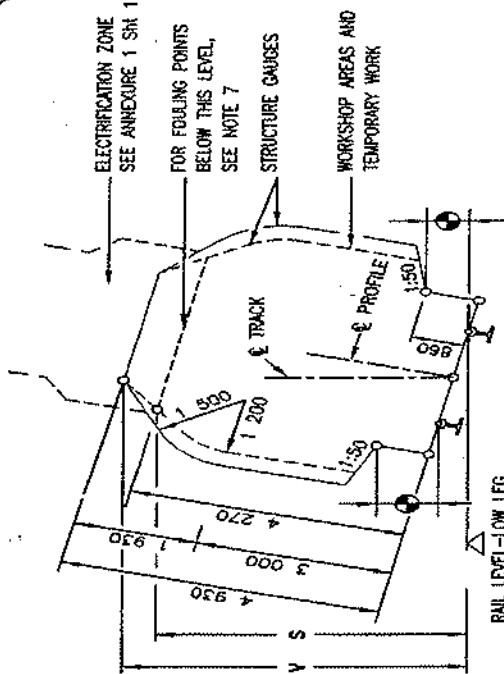 ELECTRIFICATION ZONE
SEE ANNEXURE 1 Sht 1
FOR FOULING POINTS
BELOW THIS LEVEL,
SEE NOTE 7
STRUCTURE GAUGES
WORKSHOP AREAS AND
TEMPORARY WORK
1 500
1 200
℄ TRACK
℄ PROFILE
1:50
1:50
860
4 270
1 930
3 000
4 930
S
V
RAIL LEVEL-LOW LEG